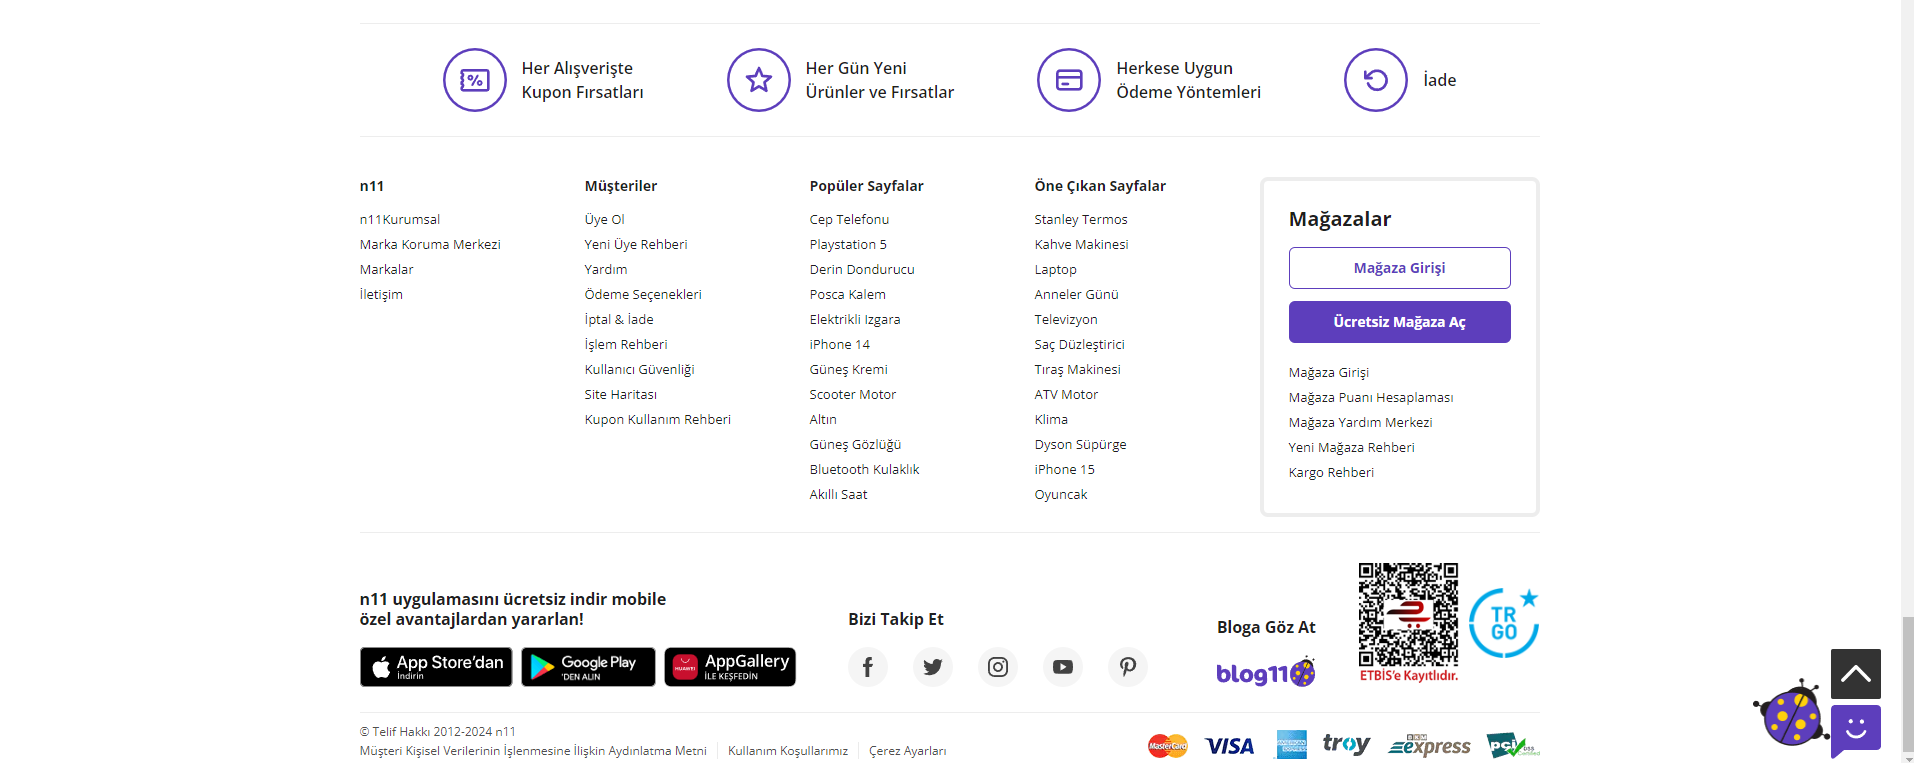 Her Alışverişte
Kupon Fırsatları
Her Gün Yeni
Ürünler ve Fırsatlar
Herkese Uygun
Ödeme Yöntemleri
İade
n11
n11Kurumsal
Marka Koruma Merkezi
Markalar
İletişim
Müşteriler
Üye Ol
Yeni Üye Rehberi
Yardım
Ödeme Seçenekleri
İptal & İade
İşlem Rehberi
Kullanıcı Güvenliği
Site Haritası
Kupon Kullanım Rehberi
Popüler Sayfalar
Cep Telefonu
Playstation 5
Derin Dondurucu
Posca Kalem
Elektrikli Izgara
iPhone 14
Güneş Kremi
Scooter Motor
Altın
Güneş Gözlüğü
Bluetooth Kulaklık
Akıllı Saat
Öne Çıkan Sayfalar
Stanley Termos
Kahve Makinesi
Laptop
Anneler Günü
Televizyon
Saç Düzleştirici
Tıraş Makinesi
ATV Motor
Klima
Dyson Süpürge
iPhone 15
Oyuncak
Mağazalar
Mağaza Girişi
Ücretsiz Mağaza Aç
Mağaza Girişi
Mağaza Puanı Hesaplaması
Mağaza Yardım Merkezi
Yeni Mağaza Rehberi
Kargo Rehberi
n11 uygulamasını ücretsiz indir mobile
özel avantajlardan yararlan!
App Store'dan
İndirin
Google Play
'DEN ALIN
HUAWEI
AppGallery
İLE KEŞFEDİN
Bizi Takip Et
Bloga Göz At
blog11
ETBİS'e Kayıtlıdır.
TR
GO
© Telif Hakkı 2012-2024 n11
Müşteri Kişisel Verilerinin İşlenmesine İlişkin Aydınlatma Metni
Kullanım Koşullarımız
Çerez Ayarları
MasterCard
VISA
AMERICAN
EXPRESS
troy
BKM
express
PCI DSS
Certified